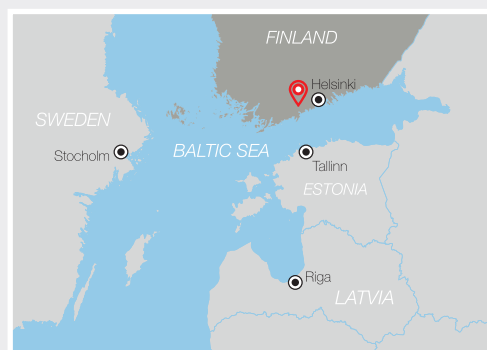 FINLAND
Helsinki
SWEDEN
Stocholm
BALTIC SEA
Tallinn
ESTONIA
Riga
LATVIA